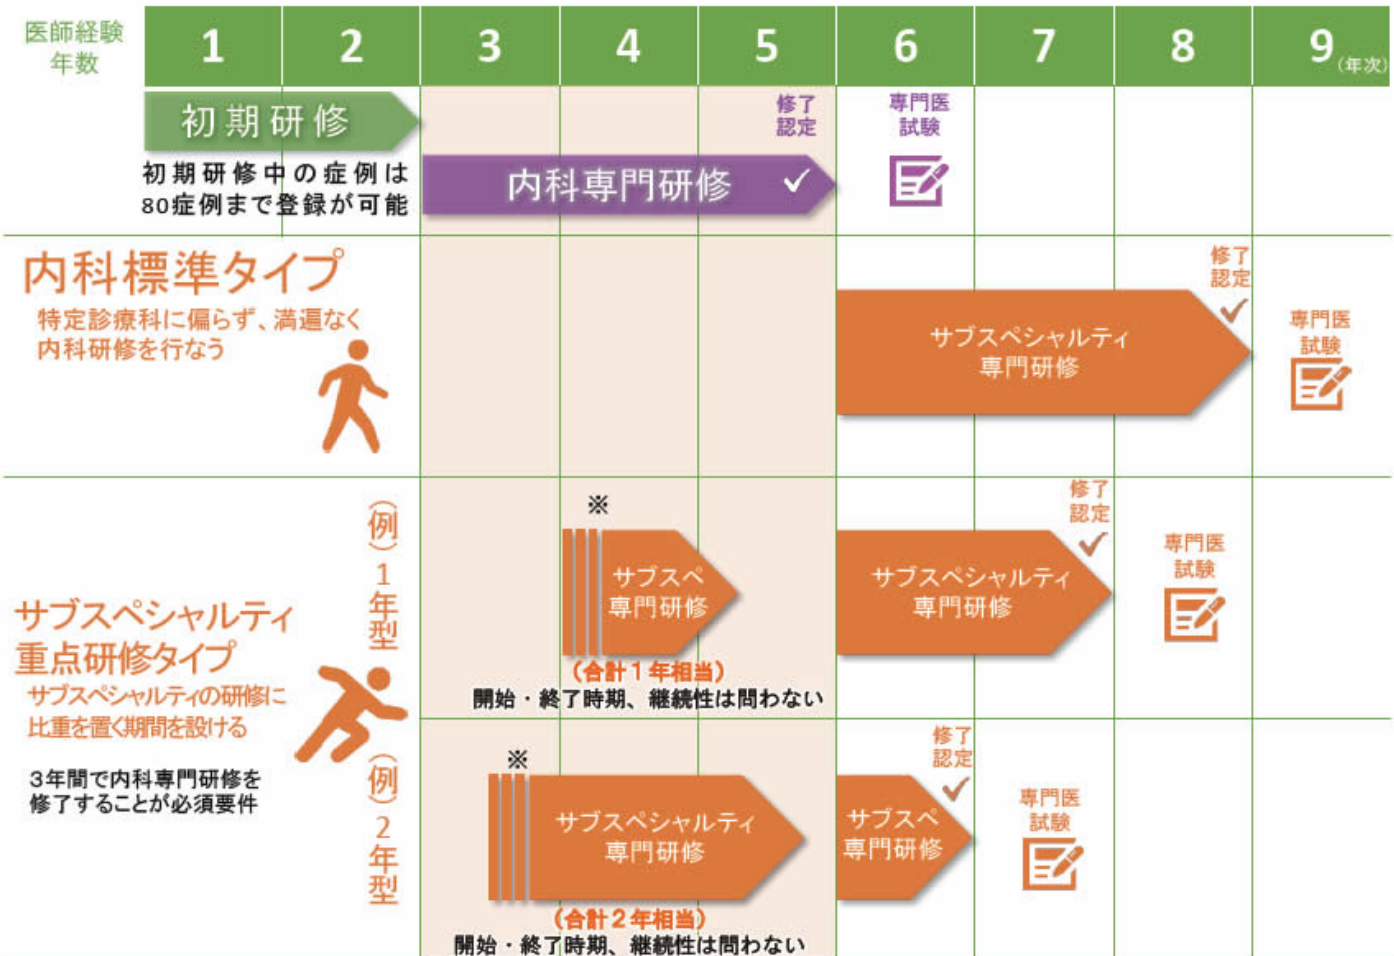 医師経験
年数
1
2
3
4
5
6
7
8
9(年次)
初期研修
初期研修中の症例は
80症例まで登録が可能
内科専門研修
修了
認定
専門医
試験
内科標準タイプ
特定診療科に偏らず、満遍なく
内科研修を行なう
サブスペシャルティ
専門研修
修了
認定
専門医
試験
サブスペシャルティ
重点研修タイプ
サブスペシャルティの研修に
比重を置く期間を設ける
3年間で内科専門研修を
修了することが必須要件
(例)1年型
※
サブスペ
専門研修
(合計1年相当)
開始・終了時期、継続性は問わない
サブスペシャルティ
専門研修
修了
認定
専門医
試験
(例)2年型
※
サブスペシャルティ
専門研修
(合計2年相当)
開始・終了時期、継続性は問わない
サブスペ
専門研修
修了
認定
専門医
試験